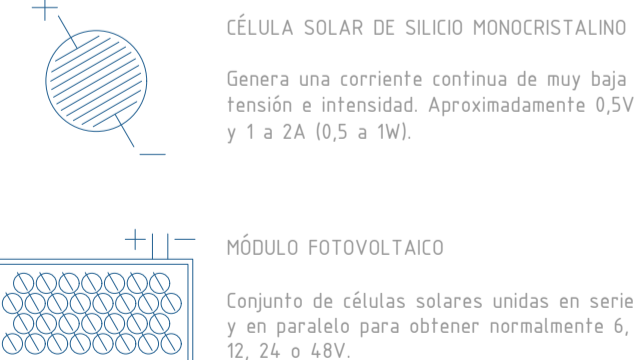 +
CÉLULA SOLAR DE SILICIO MONOCRISTALINO
Genera una corriente continua de muy baja
tensión e intensidad. Aproximadamente 0,5V
y 1 a 2A (0,5 a 1W).
—
+ —
MÓDULO FOTOVOLTAICO
Conjunto de células solares unidas en serie
y en paralelo para obtener normalmente 6,
12, 24 o 48V.